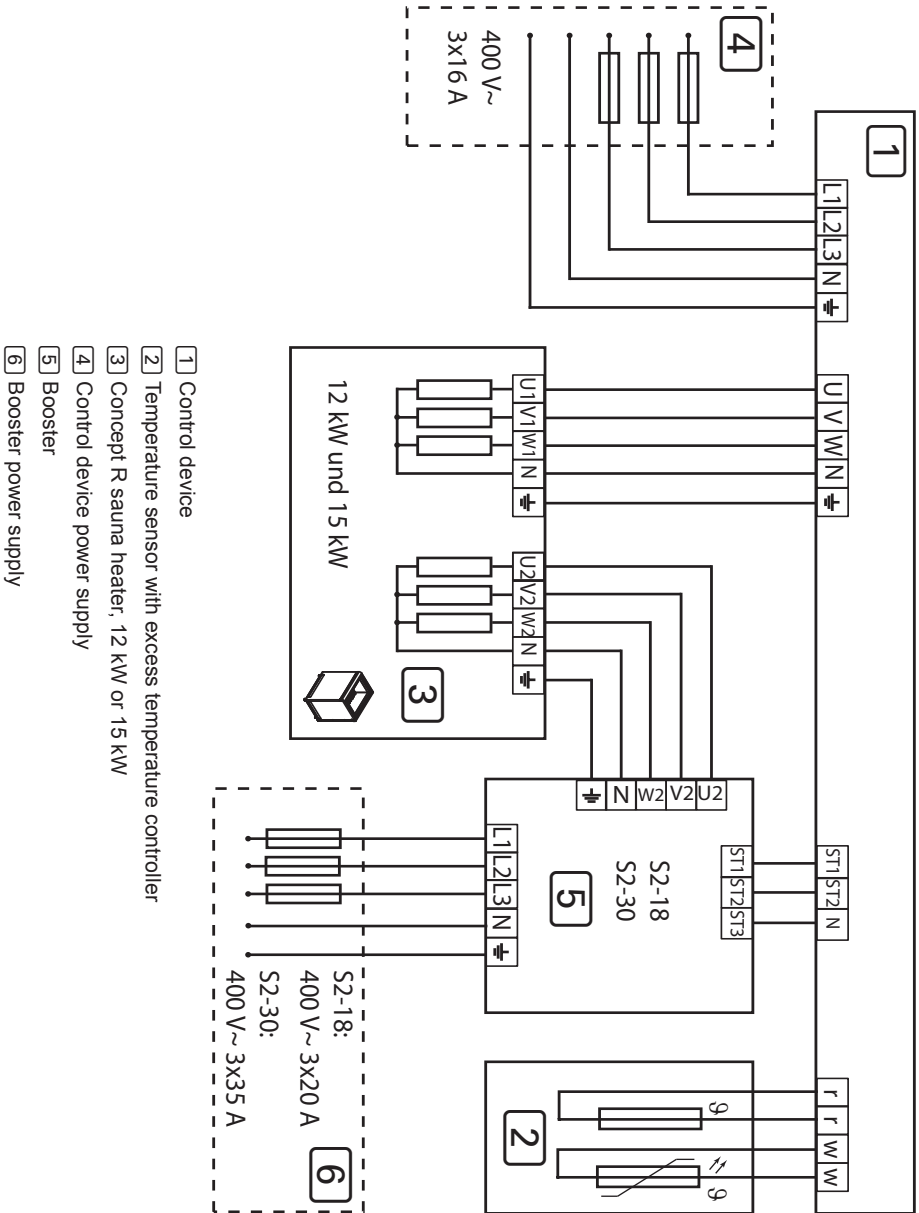 1
L1 L2 L3 N
U V W N
ST1 ST2 N
r r w w
4
400 V~
3x16 A
ST1 ST2 ST3
U2
V2
W2
N
S2-18
S2-30
5
ϑ
ϑ
2
U1 V1 W1 N
U2 V2 W2 N
3
12 kW und 15 kW
L1 L2 L3 N
S2-18:
400 V~ 3x20 A
S2-30:
400 V~ 3x35 A
6
1 Control device
2 Temperature sensor with excess temperature controller
3 Concept R sauna heater, 12 kW or 15 kW
4 Control device power supply
5 Booster
6 Booster power supply